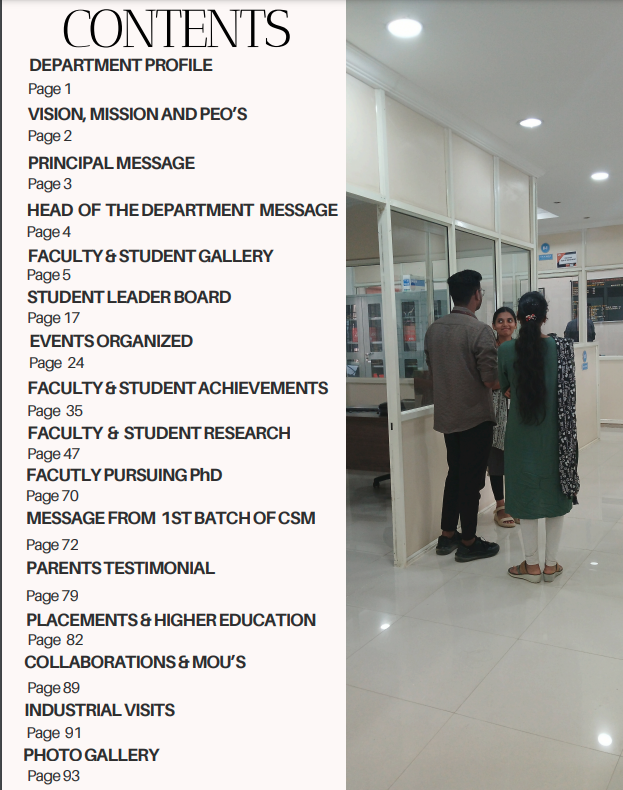 CONTENTS
DEPARTMENT PROFILE
Page 1
VISION, MISSION AND PEO'S
Page 2
PRINCIPAL MESSAGE
Page 3
HEAD OF THE DEPARTMENT MESSAGE
Page 4
FACULTY & STUDENT GALLERY
Page 5
STUDENT LEADER BOARD
Page 17
EVENTS ORGANIZED
Page 24
FACULTY & STUDENT ACHIEVEMENTS
Page 35
FACULTY & STUDENT RESEARCH
Page 47
FACUTLY PURSUING PhD
Page 70
MESSAGE FROM 1ST BATCH OF CSM
Page 72
PARENTS TESTIMONIAL
Page 79
PLACEMENTS & HIGHER EDUCATION
Page 82
COLLABORATIONS & MOU'S
Page 89
INDUSTRIAL VISITS
Page 91
PHOTO GALLERY
Page 93